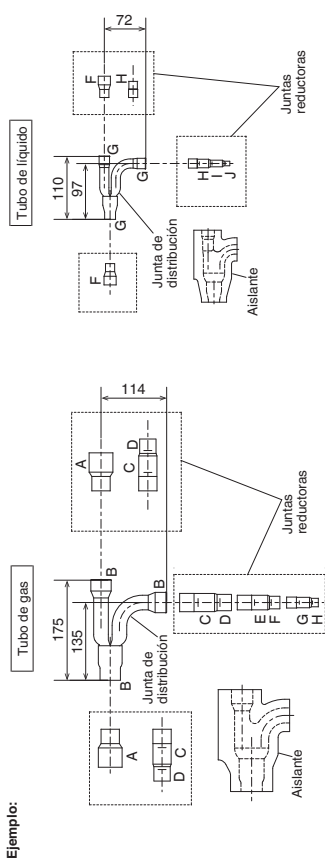 Ejemplo:
Tubo de gas
175
135
114
B
B
B
A
C D
A
D C
Junta de
distribución
C
D
E
F
G
H
Juntas
reductoras
Aislante
Tubo de líquido
110
97
72
G
G
G
F
H
F
Junta de
distribución
H
I
J
Juntas
reductoras
Aislante